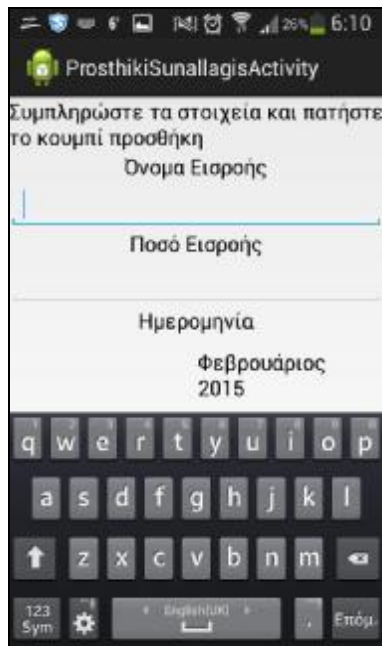 26% 6:10
ProsthikiSunallagisActivity
Συμπληρώστε τα στοιχεία και πατήστε
το κουμπί προσθήκη
Όνομα Εισροής
Ποσό Εισροής
Ημερομηνία
Φεβρουάριος
2015
q w e r t y u i o p
a s d f g h j k l
z x c v b n m
123
Sym English(UK) . Επόμ.